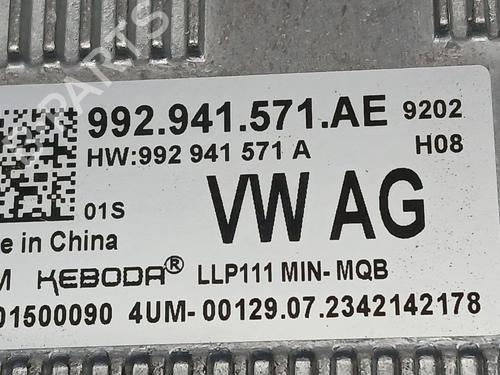 992.941.571.AE 9202
HW:992 941 571 A H08
01S VW AG
e in China
M KEBODA® LLP111 MIN-MQB
01500090 4UM-00129.07.2342142178
PARTS